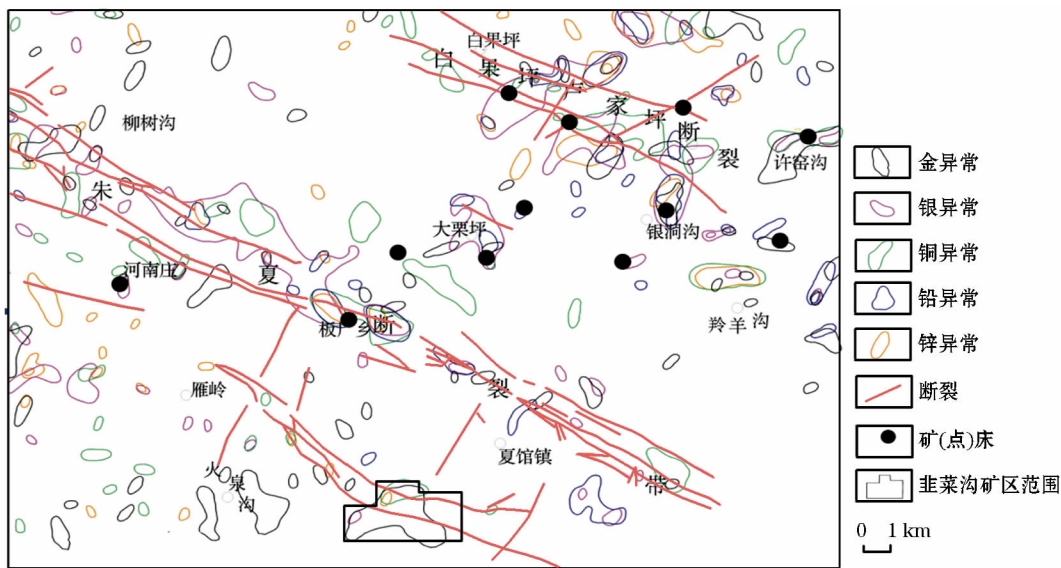 白果坪
白果坪卢家坪断裂
柳树沟
许窑沟
朱夏断裂带
大栗坪
银洞沟
河南庄
板厂乡
羚羊沟
雁岭
夏馆镇
火泉沟
金异常
银异常
铜异常
铅异常
锌异常
断裂
矿(点)床
韭菜沟矿区范围
0 1 km